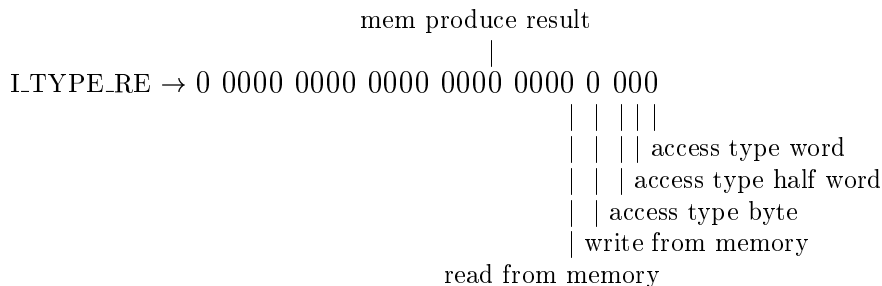 mem produce result
I_TYPE_RE → 0 0000 0000 0000 0000 0000 0 000
access type word
access type half word
access type byte
write from memory
read from memory